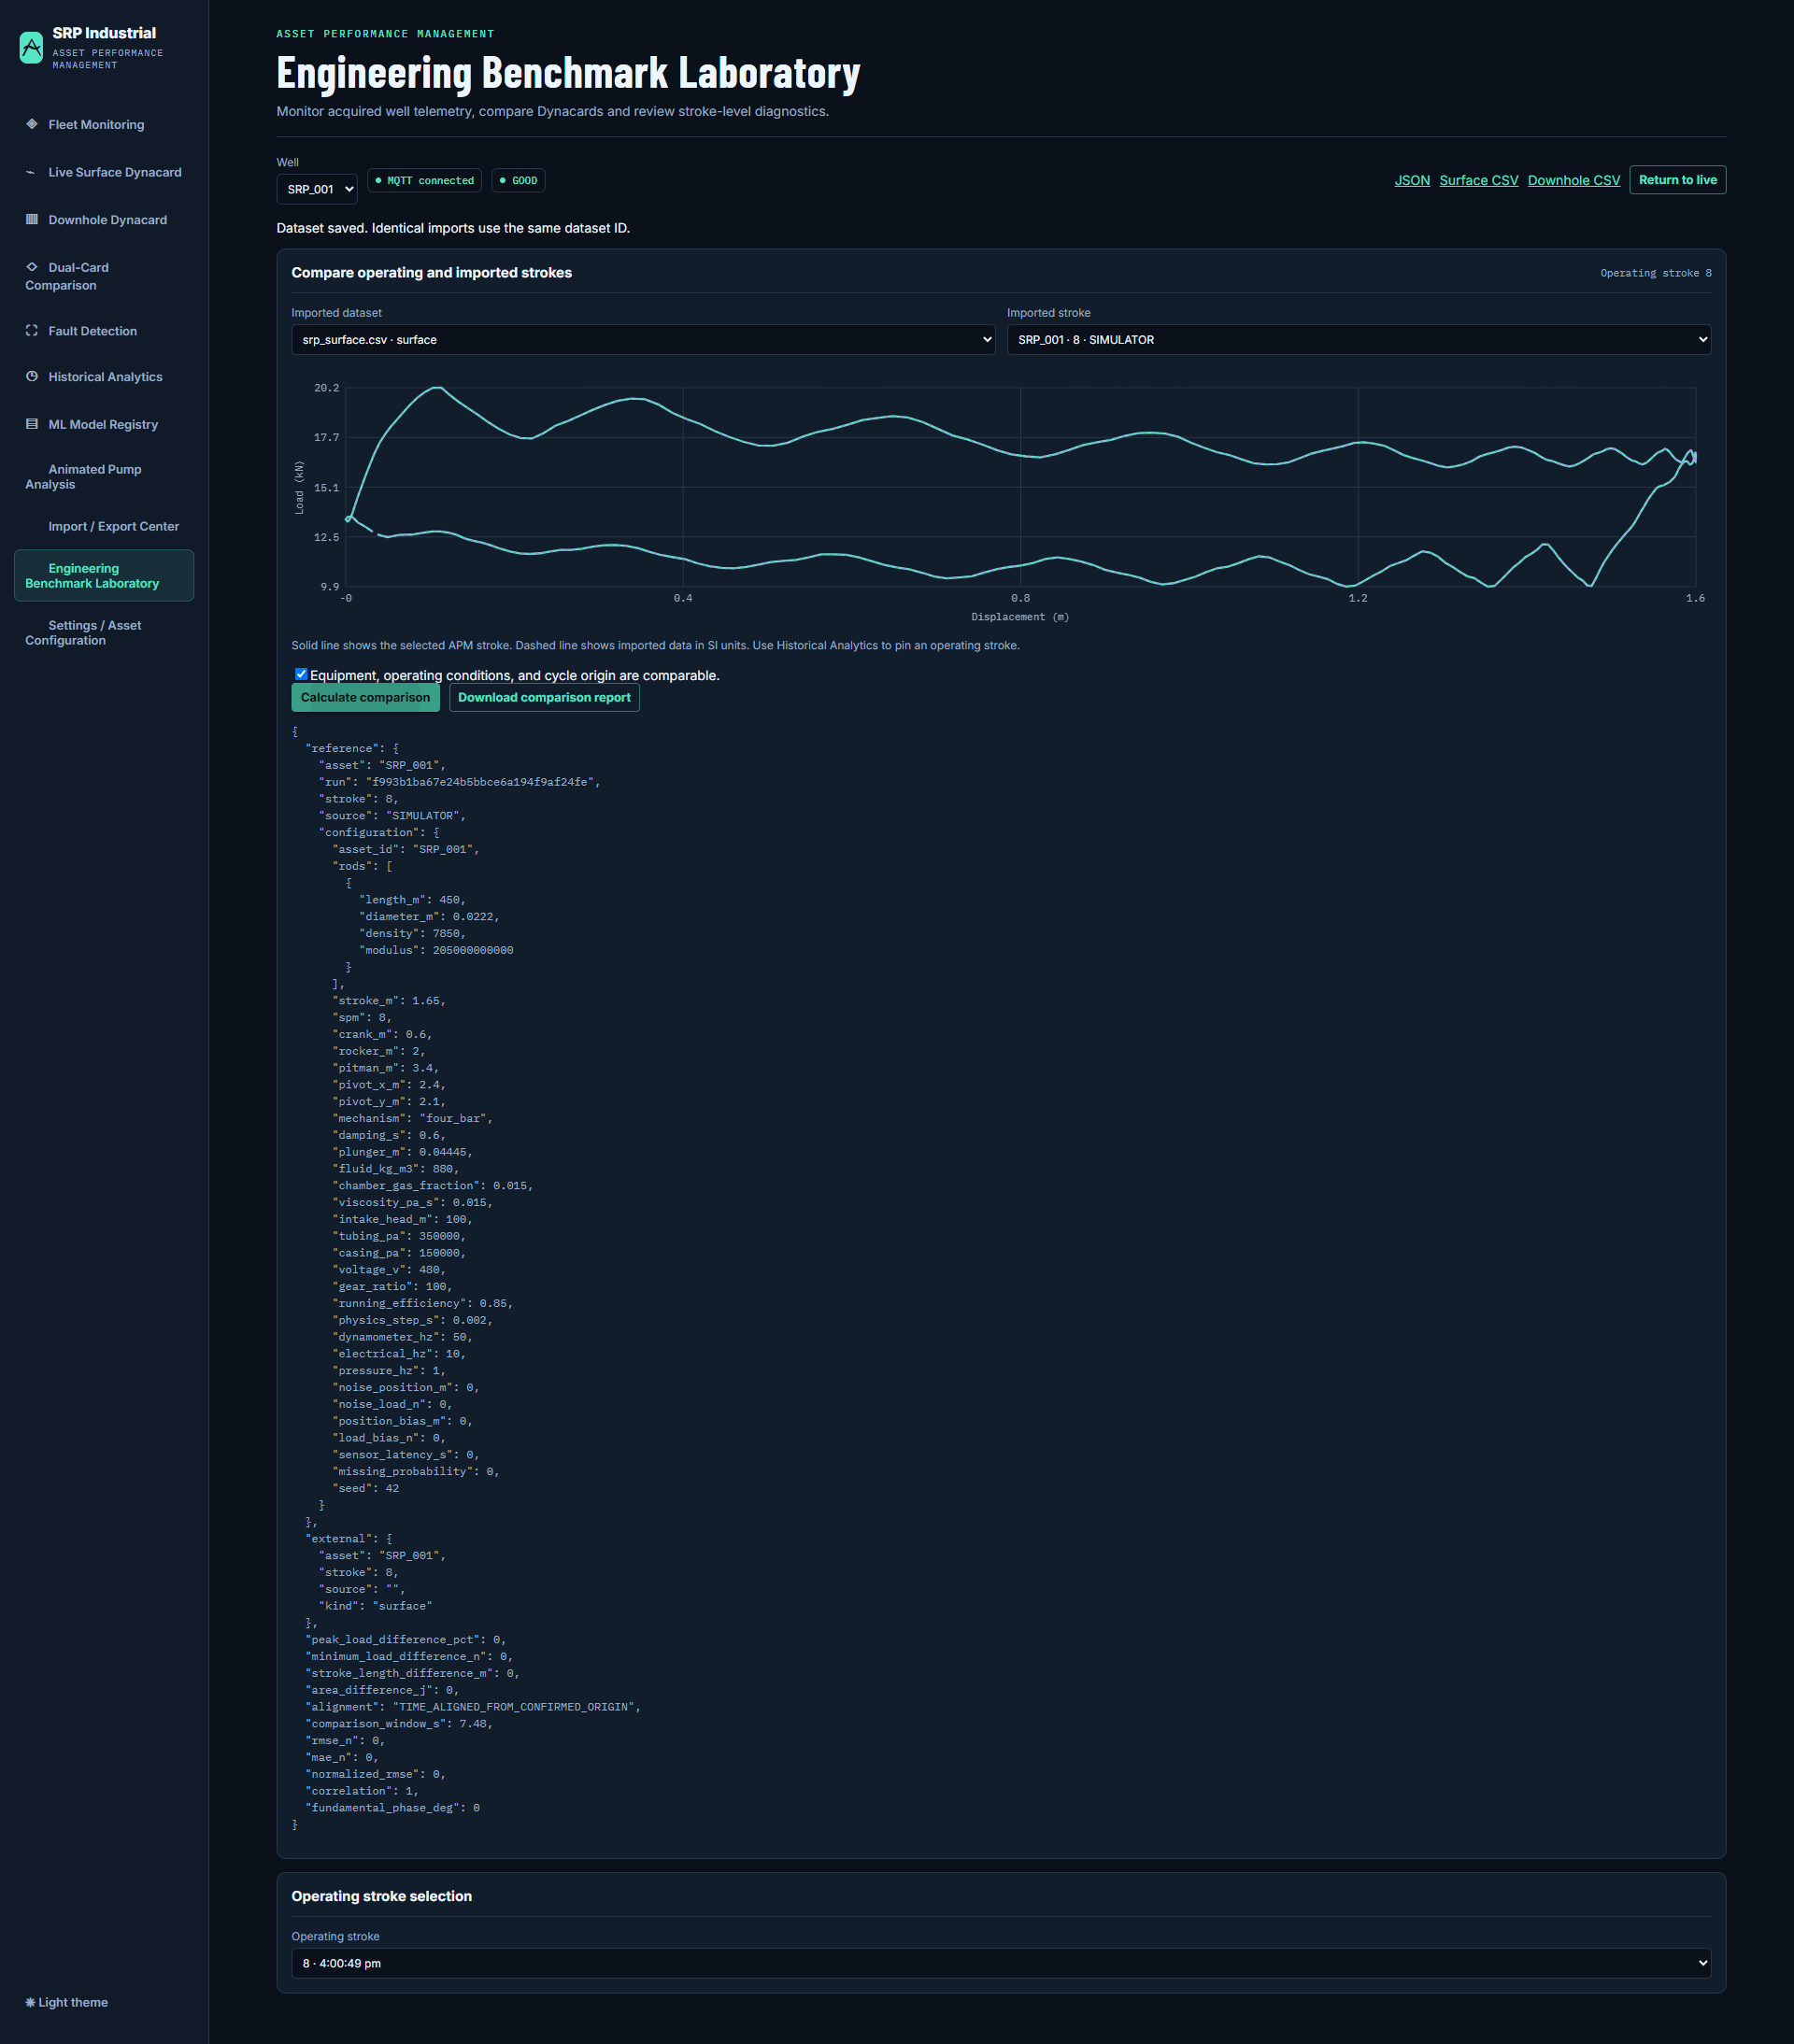 SRP Industrial
ASSET PERFORMANCE
MANAGEMENT
Fleet Monitoring
Live Surface Dynacard
Downhole Dynacard
Dual-Card
Comparison
Fault Detection
Historical Analytics
ML Model Registry
Animated Pump
Analysis
Import / Export Center
Engineering
Benchmark Laboratory
Settings / Asset
Configuration
Light theme
ASSET PERFORMANCE MANAGEMENT
Engineering Benchmark Laboratory
Monitor acquired well telemetry, compare Dynacards and review stroke-level diagnostics.
Well
SRP_001
MQTT connected
GOOD
JSON Surface CSV Downhole CSV Return to live
Dataset saved. Identical imports use the same dataset ID.
Compare operating and imported strokes
Operating stroke 8
Imported dataset
srp_surface.csv · surface
Imported stroke
SRP_001 · 8 · SIMULATOR
20.2
17.7
15.1
12.5
9.9
Load (kN)
-0 0.4 0.8 1.2 1.6
Displacement (m)
Solid line shows the selected APM stroke. Dashed line shows imported data in SI units. Use Historical Analytics to pin an operating stroke.
Equipment, operating conditions, and cycle origin are comparable.
Calculate comparison Download comparison report
{
"reference": {
"asset": "SRP_001",
"run": "f993b1ba67e24b5bbce6a194f9af24fe",
"stroke": 8,
"source": "SIMULATOR",
"configuration": {
"asset_id": "SRP_001",
"rods": [
{
"length_m": 450,
"diameter_m": 0.0222,
"density": 7850,
"modulus": 205000000000
}
],
"stroke_m": 1.65,
"spm": 8,
"crank_m": 0.6,
"rocker_m": 2,
"pitman_m": 3.4,
"pivot_x_m": 2.4,
"pivot_y_m": 2.1,
"mechanism": "four_bar",
"damping_s": 0.6,
"plunger_m": 0.04445,
"fluid_kg_m3": 880,
"chamber_gas_fraction": 0.015,
"viscosity_pa_s": 0.015,
"intake_head_m": 100,
"tubing_pa": 350000,
"casing_pa": 150000,
"voltage_v": 480,
"gear_ratio": 100,
"running_efficiency": 0.85,
"physics_step_s": 0.002,
"dynamometer_hz": 50,
"electrical_hz": 10,
"pressure_hz": 1,
"noise_position_m": 0,
"noise_load_n": 0,
"position_bias_m": 0,
"load_bias_n": 0,
"sensor_latency_s": 0,
"missing_probability": 0,
"seed": 42
}
},
"external": {
"asset": "SRP_001",
"stroke": 8,
"source": "",
"kind": "surface"
},
"peak_load_difference_pct": 0,
"minimum_load_difference_n": 0,
"stroke_length_difference_m": 0,
"area_difference_j": 0,
"alignment": "TIME_ALIGNED_FROM_CONFIRMED_ORIGIN",
"comparison_window_s": 7.48,
"rmse_n": 0,
"mae_n": 0,
"normalized_rmse": 0,
"correlation": 1,
"fundamental_phase_deg": 0
}
Operating stroke selection
Operating stroke
8 · 4:00:49 pm